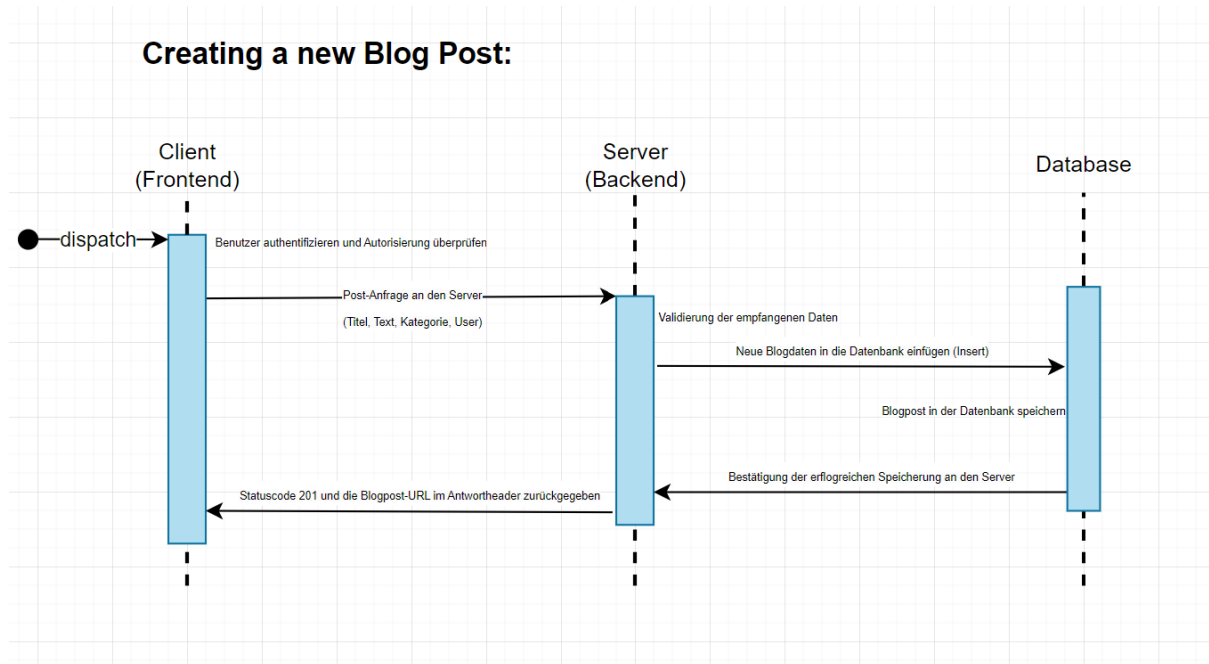 Creating a new Blog Post:
Client
(Frontend)
Server
(Backend)
Database
dispatch
Benutzer authentifizieren und Autorisierung überprüfen
Post-Anfrage an den Server
(Titel, Text, Kategorie, User)
Validierung der empfangenen Daten
Neue Blogdaten in die Datenbank einfügen (Insert)
Blogpost in der Datenbank speichern
Bestätigung der erflogreichen Speicherung an den Server
Statuscode 201 und die Blogpost-URL im Antwortheader zurückgegeben